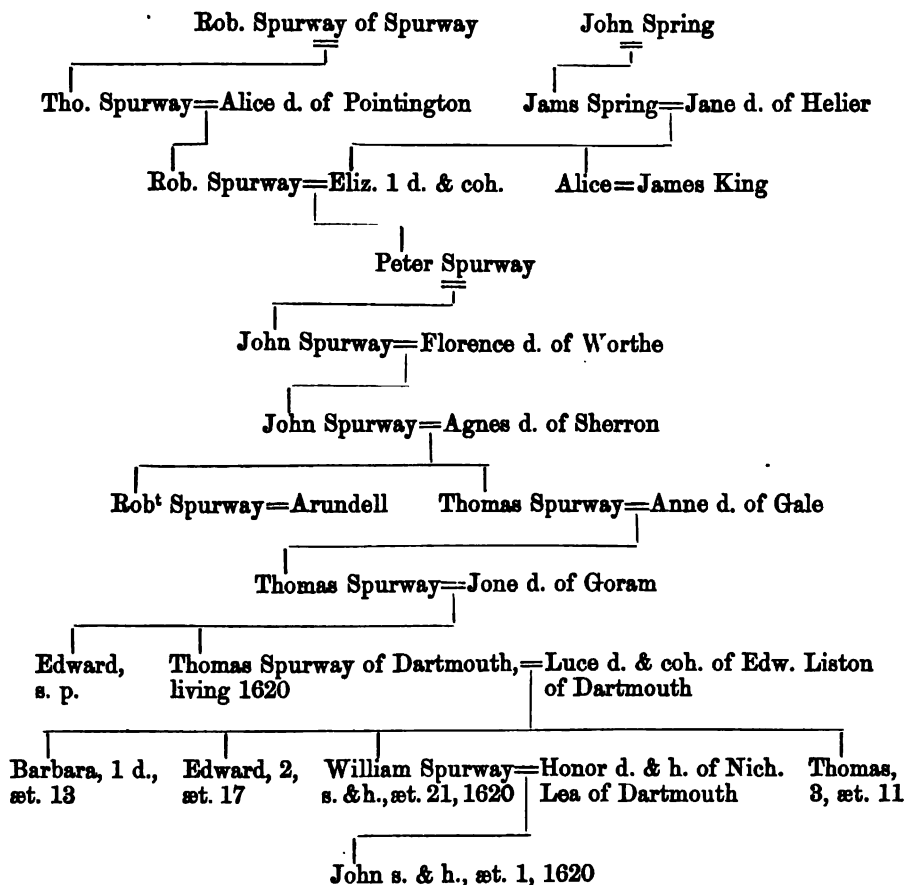 Rob. Spurway of Spurway John Spring
Tho. Spurway=Alice d. of Pointington Jams Spring=Jane d. of Helier
Rob. Spurway=Eliz. 1 d. & coh. Alice=James King
Peter Spurway
John Spurway=Florence d. of Worthe
John Spurway=Agnes d. of Sherron
Robᵗ Spurway=Arundell Thomas Spurway=Anne d. of Gale
Thomas Spurway=Jone d. of Goram
Edward, Thomas Spurway of Dartmouth,=Luce d. & coh. of Edw. Liston
s. p. living 1620 of Dartmouth
Barbara, 1 d., Edward, 2, William Spurway=Honor d. & h. of Nich. Thomas,
æt. 13 æt. 17 s. & h., æt. 21, 1620 Lea of Dartmouth 3, æt. 11
John s. & h., æt. 1, 1620